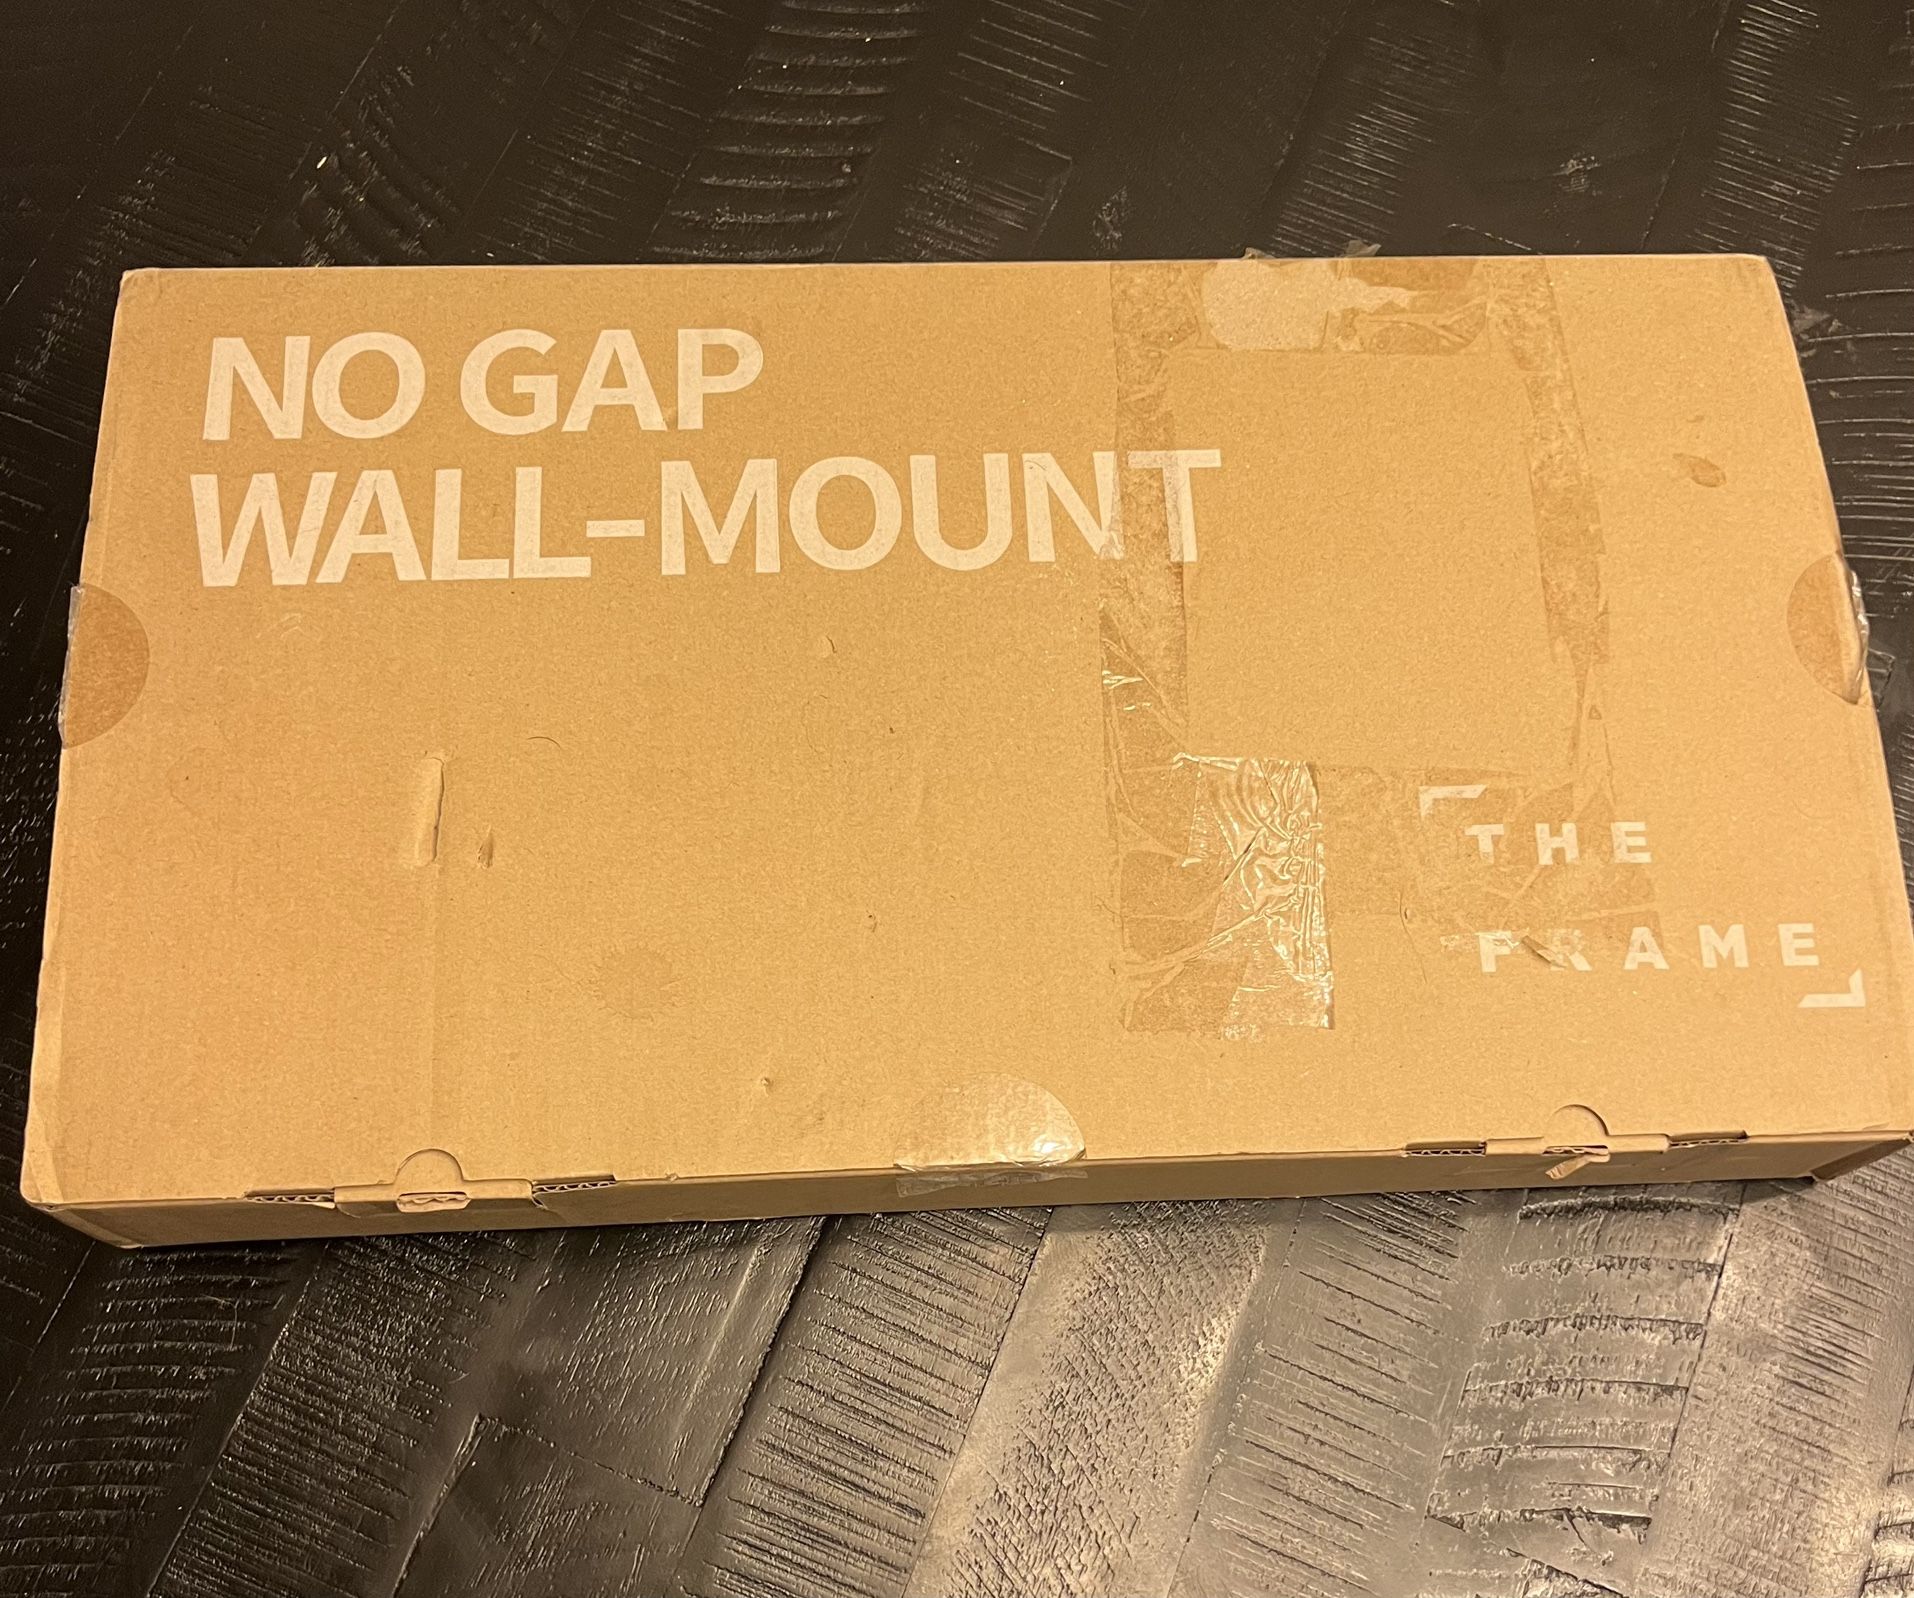 NO GAP
WALL-MOUNT
THE
FRAME